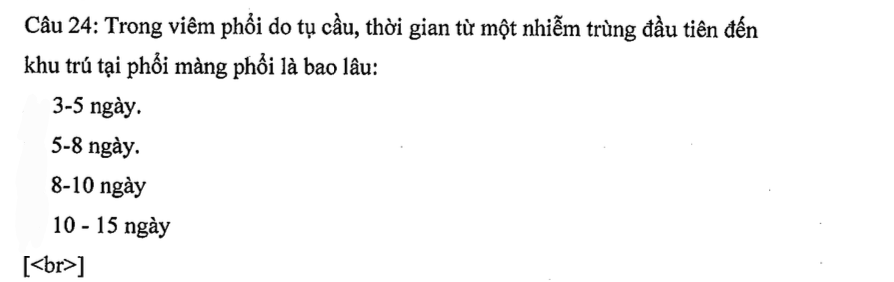 Câu 24: Trong viêm phổi do tụ cầu, thời gian từ một nhiễm trùng đầu tiên đến
khu trú tại phổi màng phổi là bao lâu:
3-5 ngày.
5-8 ngày.
8-10 ngày
10 - 15 ngày
[<br>]